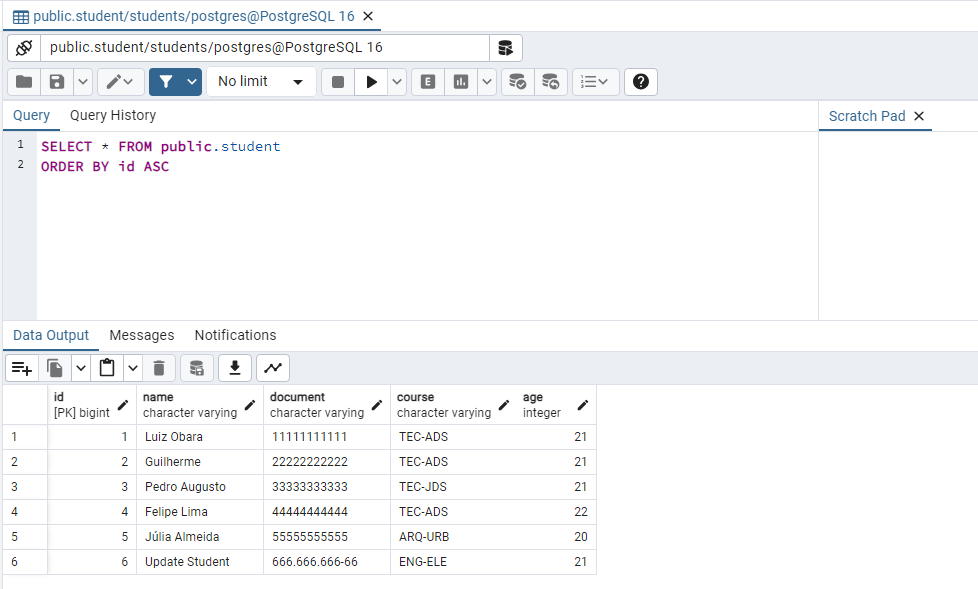 public.student/students/postgres@PostgreSQL 16
public.student/students/postgres@PostgreSQL 16
No limit E
Query Query History Scratch Pad
1 SELECT * FROM public.student
2 ORDER BY id ASC
Data Output Messages Notifications
id name document course age
[PK] bigint character varying character varying character varying integer
1 1 Luiz Obara 11111111111 TEC-ADS 21
2 2 Guilherme 22222222222 TEC-ADS 21
3 3 Pedro Augusto 33333333333 TEC-JDS 21
4 4 Felipe Lima 44444444444 TEC-ADS 22
5 5 Júlia Almeida 55555555555 ARQ-URB 20
6 6 Update Student 666.666.666-66 ENG-ELE 21